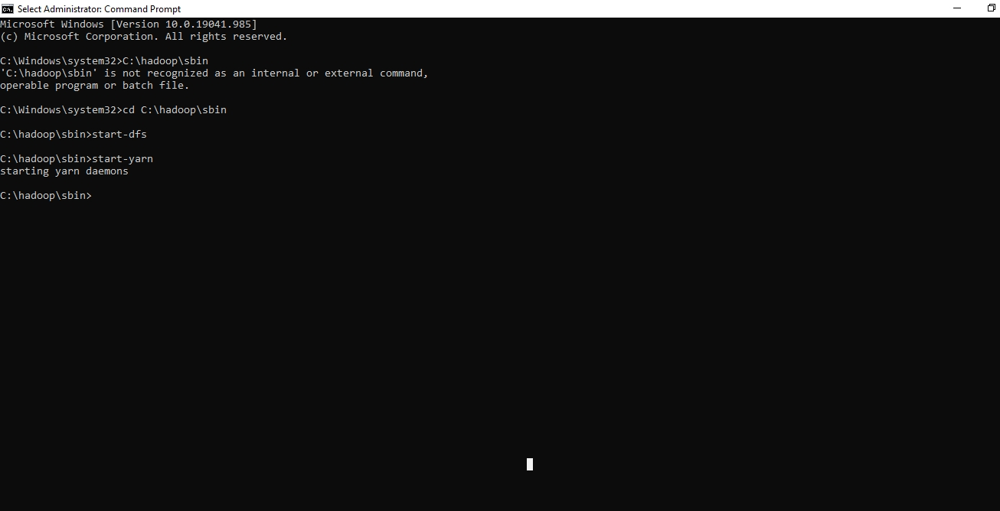 Select Administrator: Command Prompt
Microsoft Windows [Version 10.0.19041.985]
(c) Microsoft Corporation. All rights reserved.
C:\Windows\system32>C:\hadoop\sbin
'C:\hadoop\sbin' is not recognized as an internal or external command,
operable program or batch file.
C:\Windows\system32>cd C:\hadoop\sbin
C:\hadoop\sbin>start-dfs
C:\hadoop\sbin>start-yarn
starting yarn daemons
C:\hadoop\sbin>